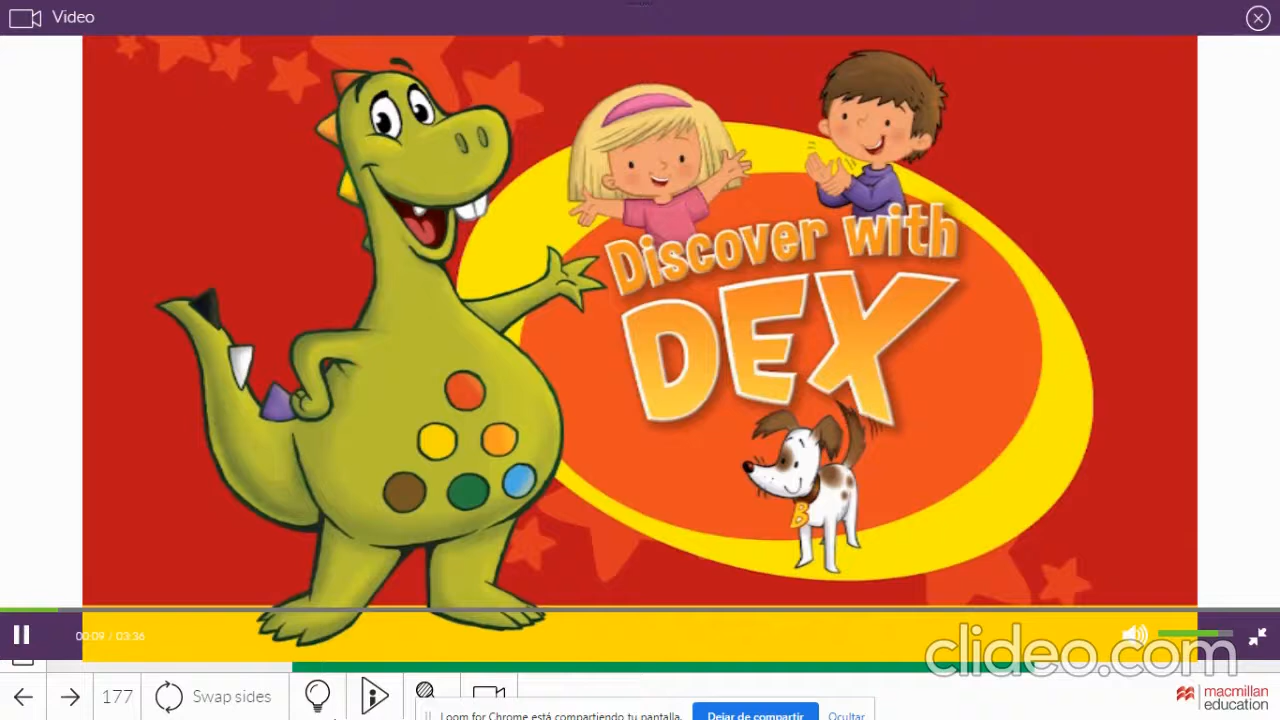 Video
Discover with
DEX
B
00:09 / 03:36
clideo.com
177
Swap sides
macmillan
education
Loom for Chrome está compartiendo tu pantalla.
Dejar de compartir
Ocultar